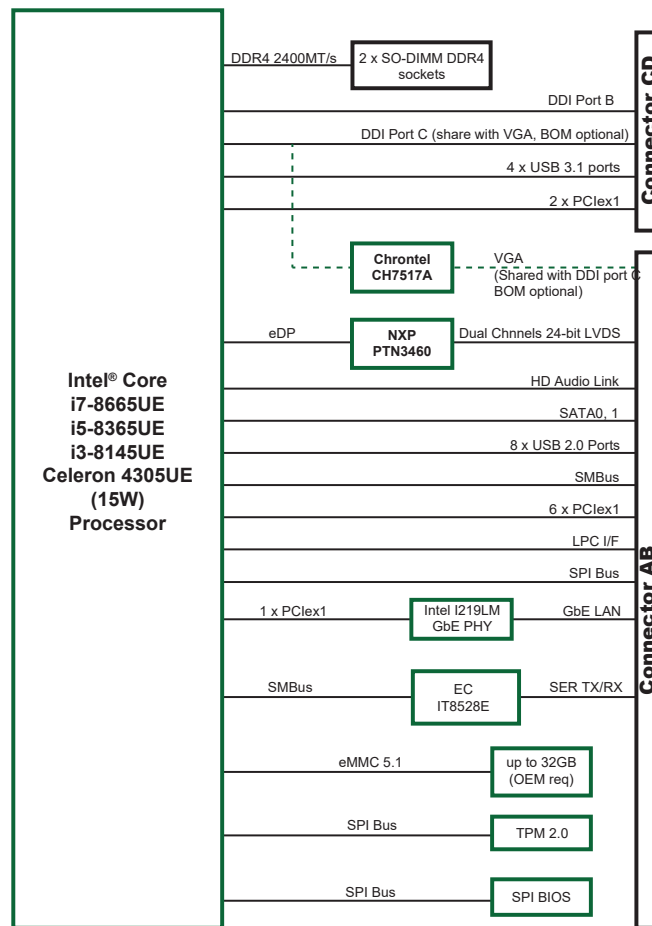 DDR4 2400MT/s
2 x SO-DIMM DDR4
sockets
DDI Port B
DDI Port C (share with VGA, BOM optional)
4 x USB 3.1 ports
2 x PCIex1
Connector CD
Chrontel
CH7517A
VGA
(Shared with DDI port C
BOM optional)
eDP
NXP
PTN3460
Dual Chnnels 24-bit LVDS
Intel® Core
i7-8665UE
i5-8365UE
i3-8145UE
Celeron 4305UE
(15W)
Processor
HD Audio Link
SATA0, 1
8 x USB 2.0 Ports
SMBus
6 x PCIex1
LPC I/F
SPI Bus
1 x PCIex1
Intel I219LM
GbE PHY
GbE LAN
SMBus
EC
IT8528E
SER TX/RX
Connector AB
eMMC 5.1
up to 32GB
(OEM req)
SPI Bus
TPM 2.0
SPI Bus
SPI BIOS